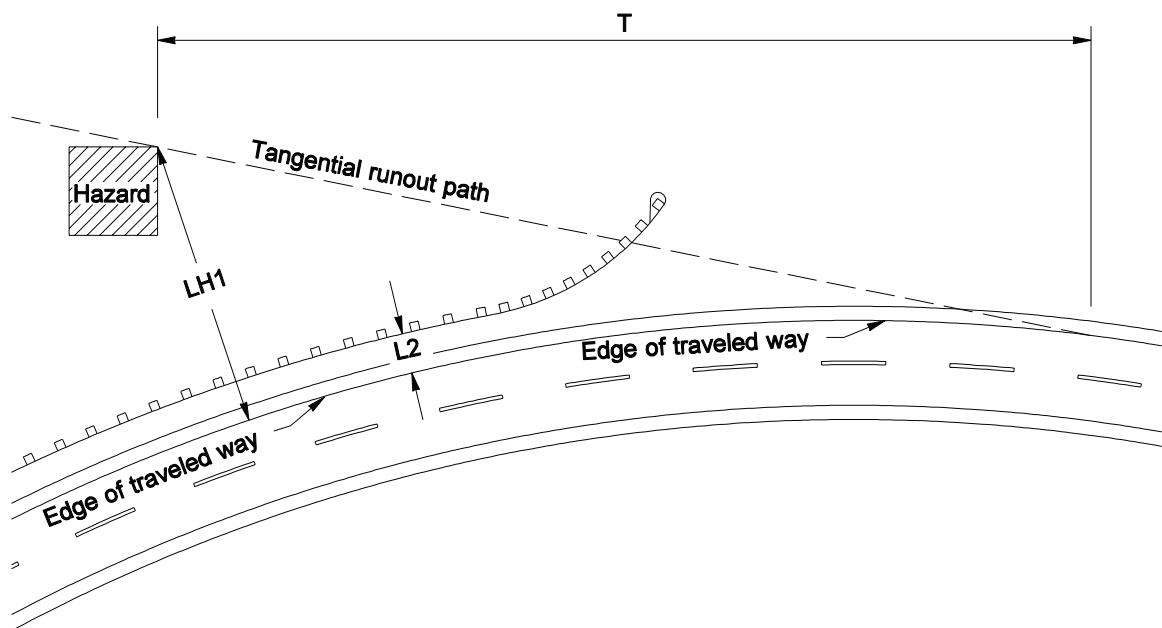 T
Tangential runout path
Hazard
LH1
L2
Edge of traveled way
Edge of traveled way